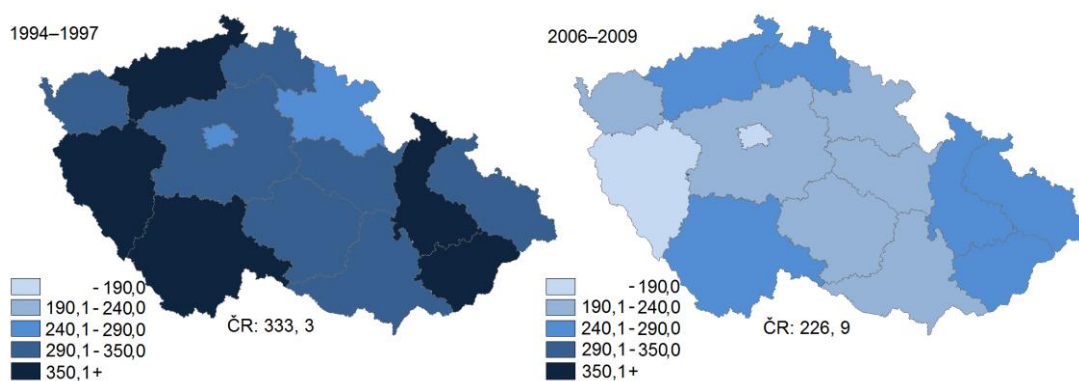 1994–1997
- 190,0
190,1 - 240,0
240,1 - 290,0
290,1 - 350,0
350,1+
ČR: 333, 3
2006–2009
- 190,0
190,1 - 240,0
240,1 - 290,0
290,1 - 350,0
350,1+
ČR: 226, 9